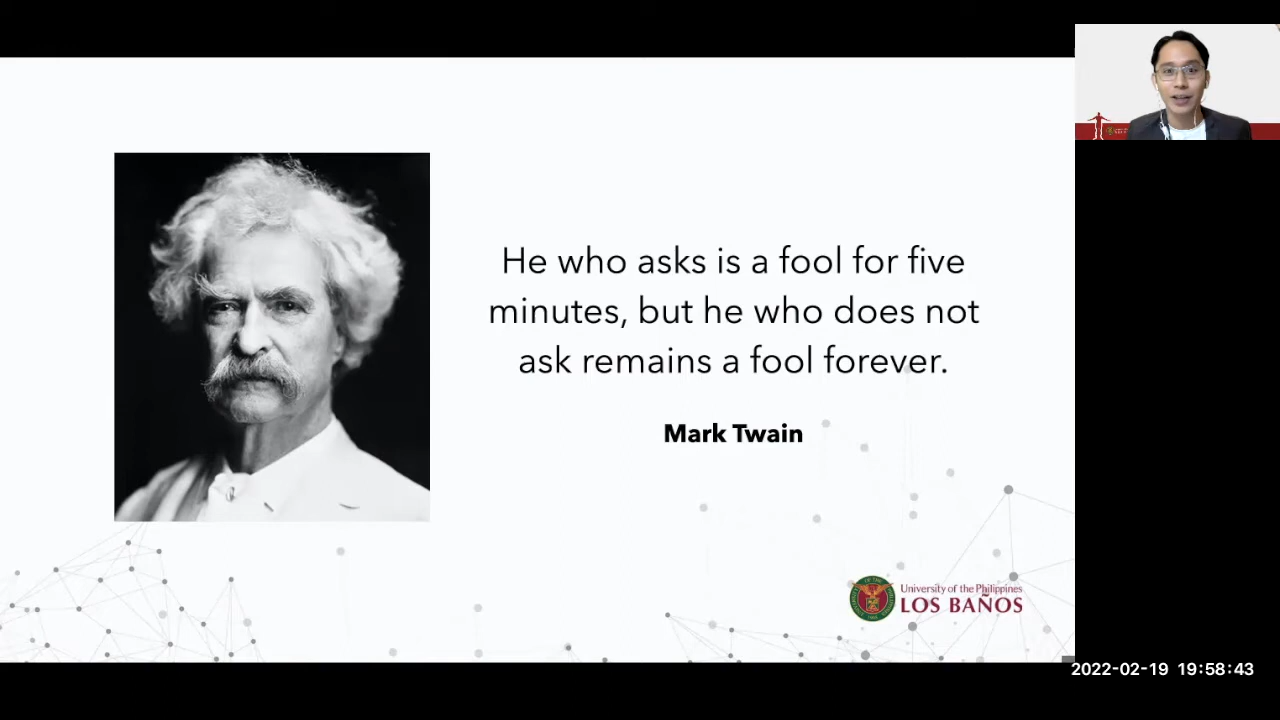 He who asks is a fool for five
minutes, but he who does not
ask remains a fool forever.
Mark Twain
University of the Philippines
LOS BAÑOS
2022-02-19 19:58:43